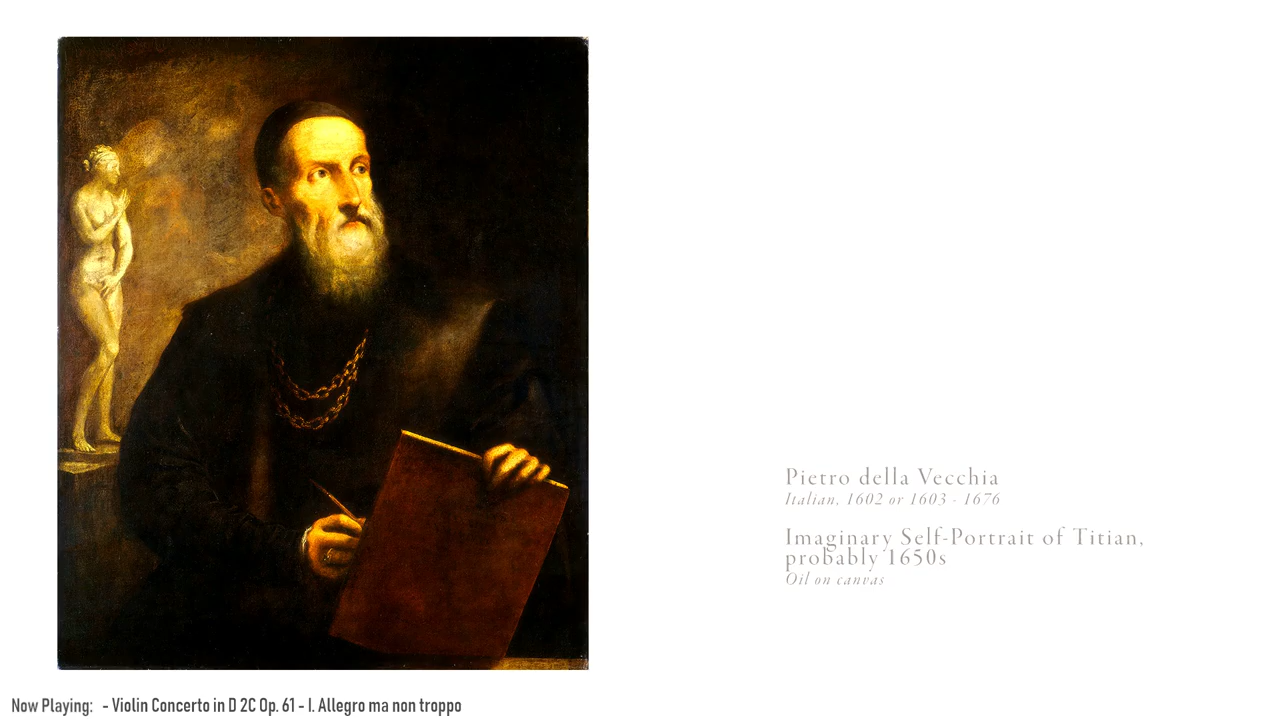 Pietro della Vecchia
Italian, 1602 or 1603 - 1676
Imaginary Self-Portrait of Titian,
probably 1650s
Oil on canvas
Now Playing: - Violin Concerto in D 2C Op. 61 - I. Allegro ma non troppo